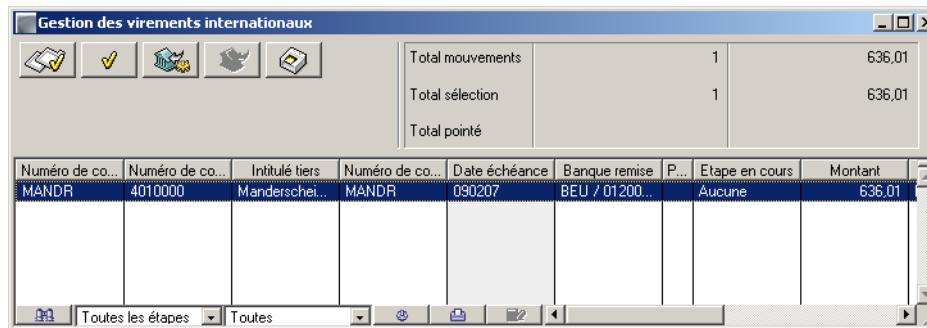 Gestion des virements internationaux
Total mouvements 1 636,01
Total sélection 1 636,01
Total pointé
Numéro de co... Numéro de co... Intitulé tiers Numéro de co... Date échéance Banque remise P... Etape en cours Montant
MANDR 4010000 Manderschei... MANDR 090207 BEU / 01200... Aucune 636,01
Toutes les étapes Toutes